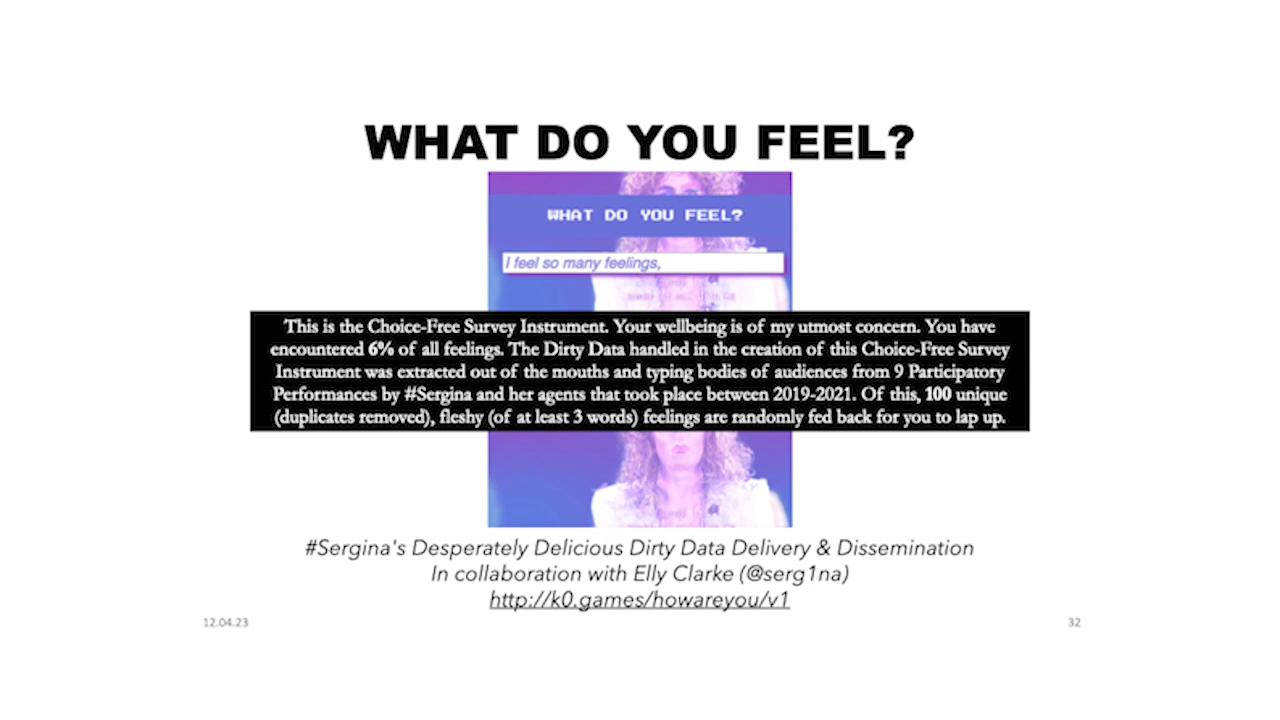 WHAT DO YOU FEEL?
WHAT DO YOU FEEL?
I feel so many feelings,
This is the Choice-Free Survey Instrument. Your wellbeing is of my utmost concern. You have
encountered 6% of all feelings. The Dirty Data handled in the creation of this Choice-Free Survey
Instrument was extracted out of the mouths and typing bodies of audiences from 9 Participatory
Performances by #Sergina and her agents that took place between 2019-2021. Of this, 100 unique
(duplicates removed), fleshy (of at least 3 words) feelings are randomly fed back for you to lap up.
#Sergina's Desperately Delicious Dirty Data Delivery & Dissemination
In collaboration with Elly Clarke (@serg1na)
http://k0.games/howareyou/v1
12.04.23
32